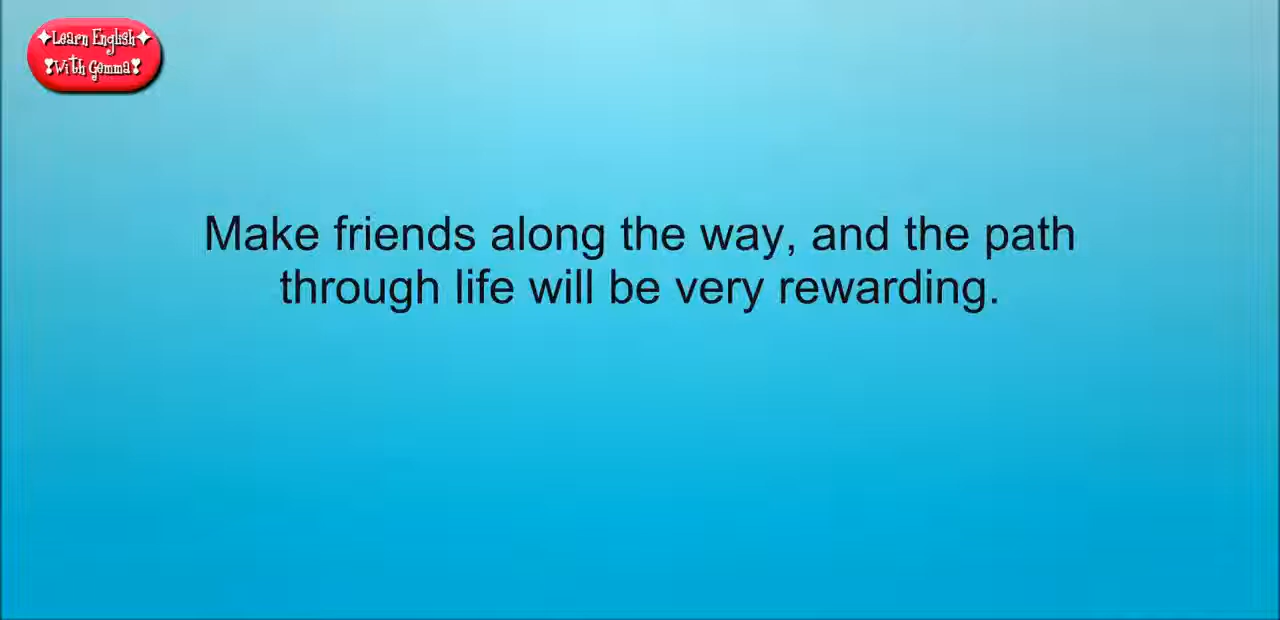 ✦Learn English✦
❣With Gemma❣
Make friends along the way, and the path
through life will be very rewarding.